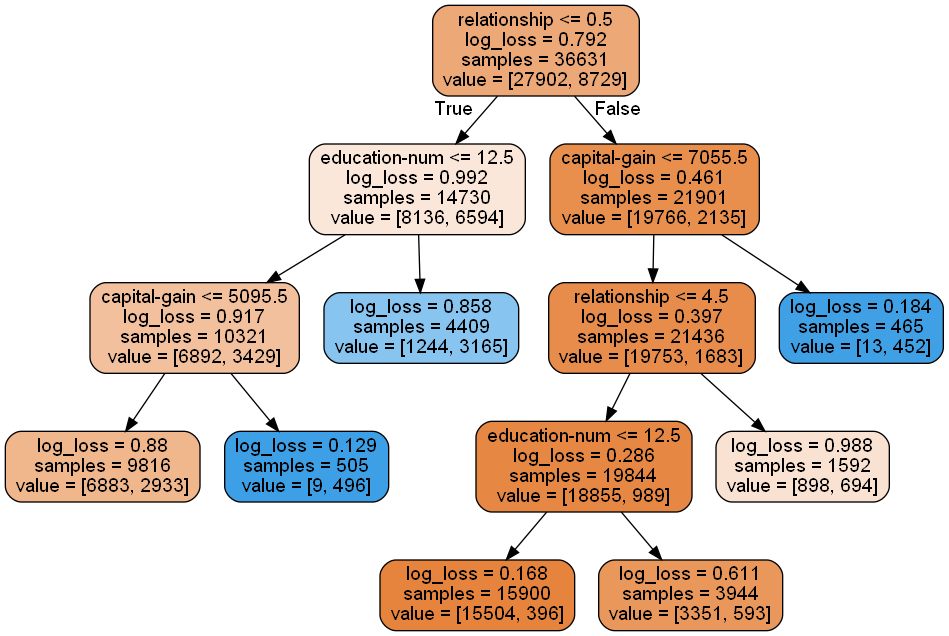 relationship <= 0.5
log_loss = 0.792
samples = 36631
value = [27902, 8729]
True
False
education-num <= 12.5
log_loss = 0.992
samples = 14730
value = [8136, 6594]
capital-gain <= 7055.5
log_loss = 0.461
samples = 21901
value = [19766, 2135]
capital-gain <= 5095.5
log_loss = 0.917
samples = 10321
value = [6892, 3429]
log_loss = 0.858
samples = 4409
value = [1244, 3165]
relationship <= 4.5
log_loss = 0.397
samples = 21436
value = [19753, 1683]
log_loss = 0.184
samples = 465
value = [13, 452]
log_loss = 0.88
samples = 9816
value = [6883, 2933]
log_loss = 0.129
samples = 505
value = [9, 496]
education-num <= 12.5
log_loss = 0.286
samples = 19844
value = [18855, 989]
log_loss = 0.988
samples = 1592
value = [898, 694]
log_loss = 0.168
samples = 15900
value = [15504, 396]
log_loss = 0.611
samples = 3944
value = [3351, 593]